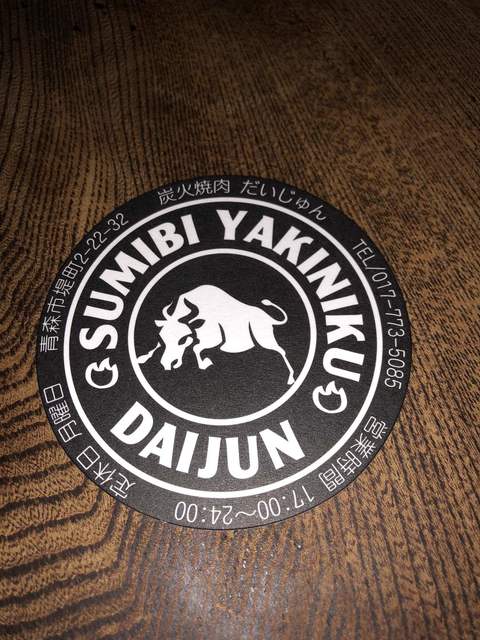 炭火焼肉 だいじゅん
TEL/017-773-5085
営業時間 17:00〜24:00
定休日 月曜日
青森市堤町2-22-32
SUMIBI YAKINIKU
DAIJUN